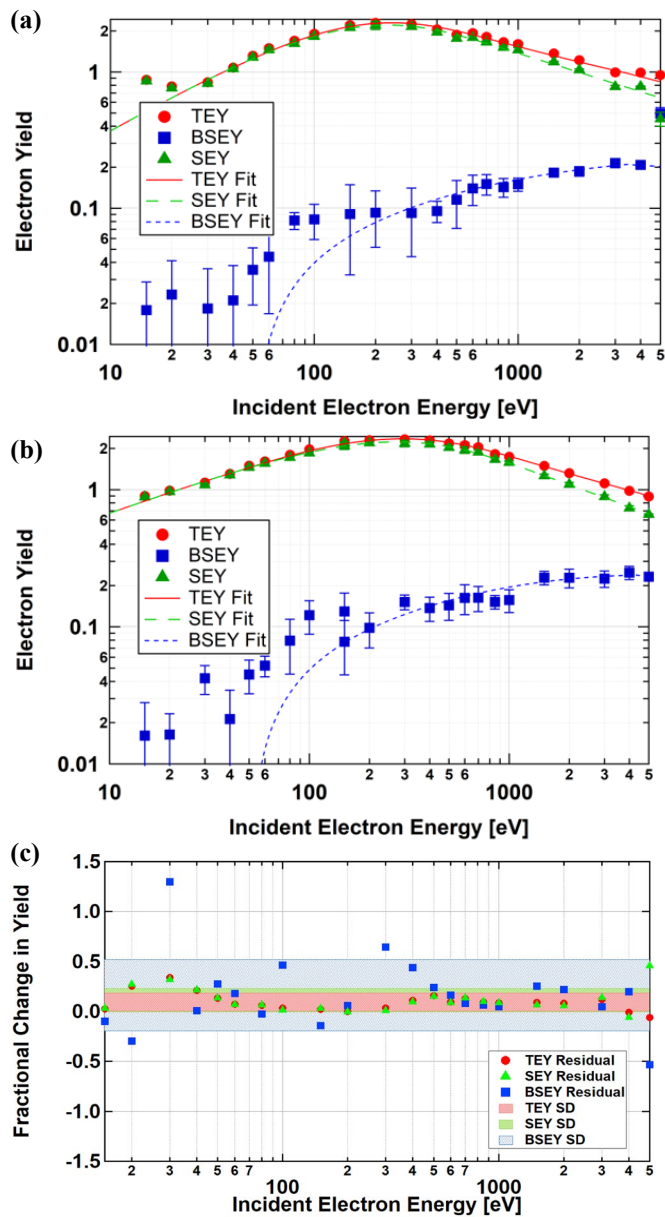 (a)
2
1
6
4
2
0.1
6
4
2
0.01
Electron Yield
TEY
BSEY
SEY
TEY Fit
SEY Fit
BSEY Fit
10 2 3 4 5 6 100 2 3 4 5 6 1000 2 3 4 5
Incident Electron Energy [eV]
(b)
2
1
6
4
2
0.1
6
4
2
0.01
Electron Yield
TEY
BSEY
SEY
TEY Fit
SEY Fit
BSEY Fit
10 2 3 4 5 6 100 2 3 4 5 6 1000 2 3 4 5
Incident Electron Energy [eV]
(c)
1.5
1.0
0.5
0.0
-0.5
-1.0
-1.5
Fractional Change in Yield
TEY Residual
SEY Residual
BSEY Residual
TEY SD
SEY SD
BSEY SD
2 3 4 5 6 7 100 2 3 4 5 6 7 1000 2 3 4 5
Incident Electron Energy [eV]